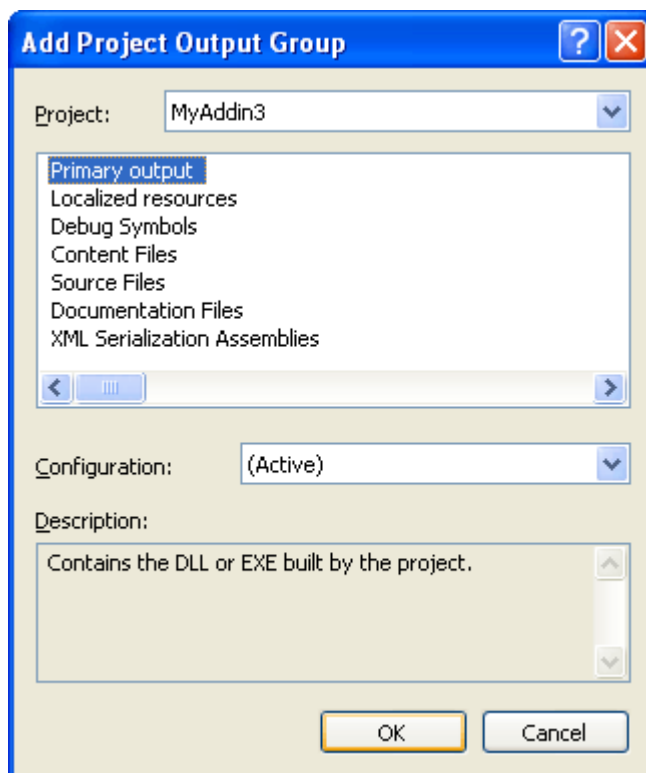 Add Project Output Group
Project: MyAddin3
Primary output
Localized resources
Debug Symbols
Content Files
Source Files
Documentation Files
XML Serialization Assemblies
Configuration: (Active)
Description:
Contains the DLL or EXE built by the project.
OK Cancel